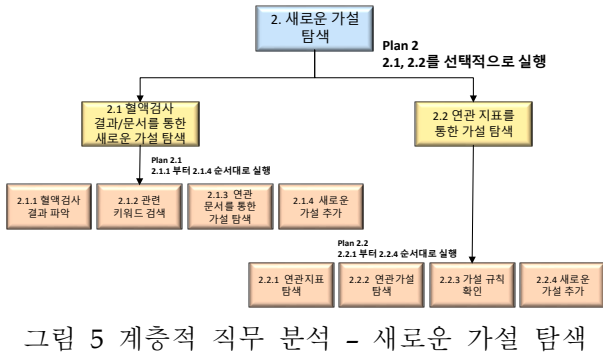 2. 새로운 가설
탐색
Plan 2
2.1, 2.2를 선택적으로 실행
2.1 혈액검사
결과/문서를 통한
새로운 가설 탐색
2.2 연관 지표를
통한 가설 탐색
Plan 2.1
2.1.1 부터 2.1.4 순서대로 실행
2.1.1 혈액검사
결과 파악
2.1.2 관련
키워드 검색
2.1.3 연관
문서를 통한
가설 탐색
2.1.4 새로운
가설 추가
Plan 2.2
2.2.1 부터 2.2.4 순서대로 실행
2.2.1 연관지표
탐색
2.2.2 연관가설
탐색
2.2.3 가설 규칙
확인
2.2.4 새로운
가설 추가
그림 5 계층적 직무 분석 – 새로운 가설 탐색